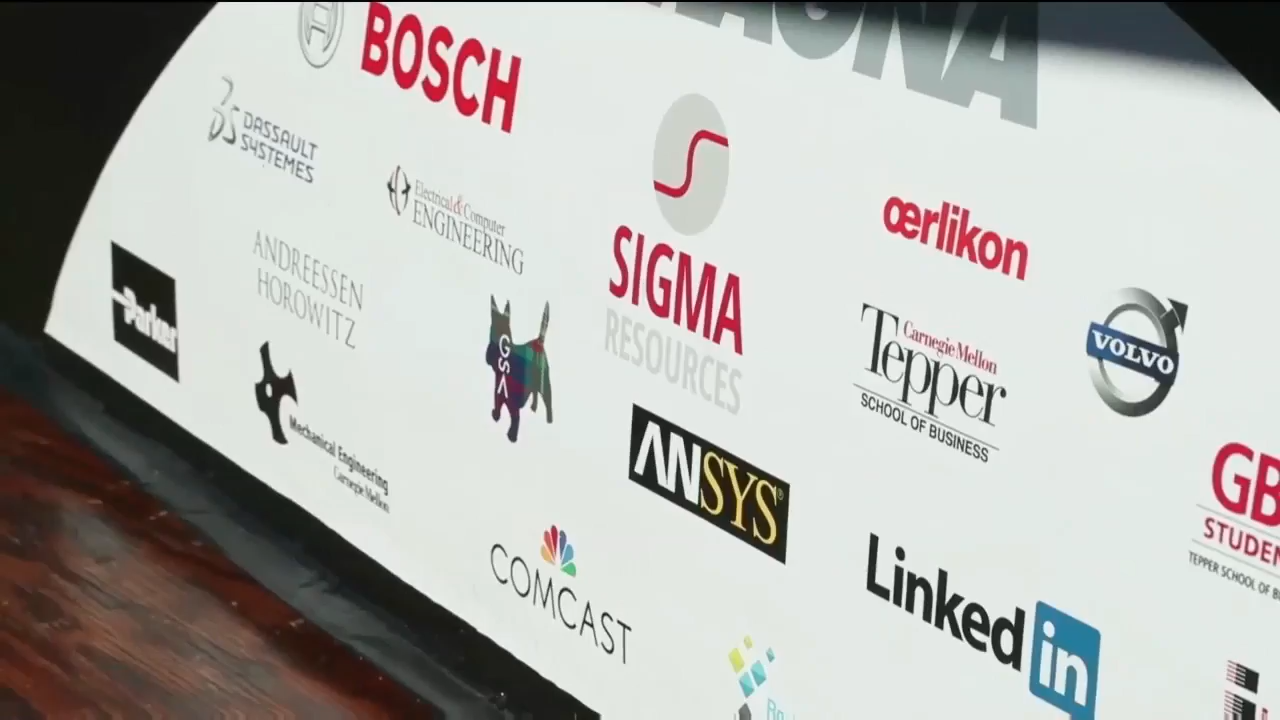 AGNA
BOSCH
DASSAULT
SYSTEMES
Electrical & Computer
ENGINEERING
SIGMA
RESOURCES
œrlikon
Parker
ANDREESSEN
HOROWITZ
GSA
Carnegie Mellon
Tepper
SCHOOL OF BUSINESS
VOLVO
Mechanical Engineering
Carnegie Mellon
ANSYS®
GB
STUDEN
TEPPER SCHOOL OF B
COMCAST
Linked in